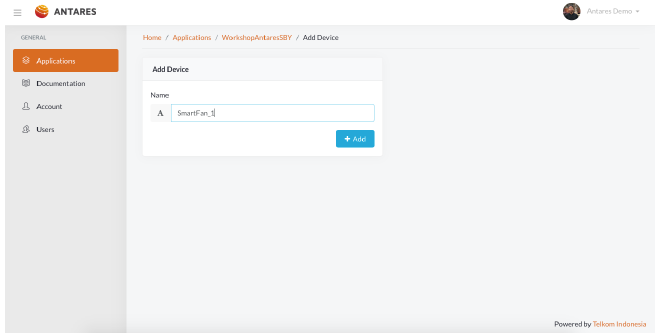 ANTARES
Antares Demo
GENERAL
Applications
Documentation
Account
Users
Home / Applications / WorkshopAntaresSBY / Add Device
Add Device
Name
A SmartFan_1
+ Add
Powered by Telkom Indonesia